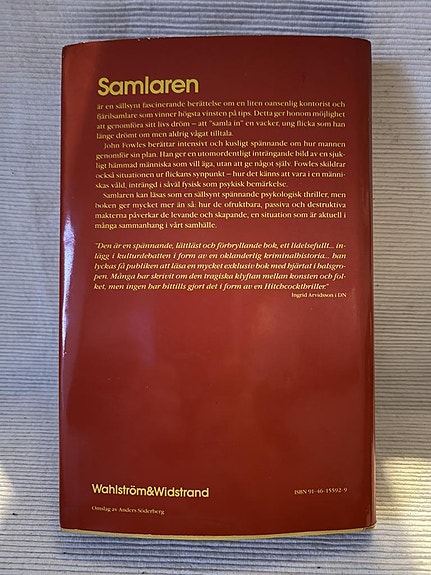 Samlaren
är en sällsynt fascinerande berättelse om en liten oansenlig kontorist och
fjärilsamlare som vinner högsta vinsten på tips. Detta ger honom möjlighet
att genomföra sitt livs dröm – att "samla in" en vacker, ung flicka som han
länge drömt om men aldrig vågat tilltala.
John Fowles berättar intensivt och kusligt spännande om hur mannen
genomför sin plan. Han ger en utomordentligt inträngande bild av en sjuk-
ligt hämmad människa som vill äga, utan att ge något själv. Fowles skildrar
också situationen ur flickans synpunkt – hur det känns att vara i en männi-
skas våld, inträngd i såväl fysisk som psykisk bemärkelse.
Samlaren kan läsas som en sällsynt spännande psykologisk thriller, men
boken ger mycket mer än så: hur de ofruktbara, passiva och destruktiva
makterna påverkar de levande och skapande, en situation som är aktuell i
många sammanhang i vårt samhälle.
"Den är en spännande, lättläst och förbryllande bok, ett lidelsefullt... in-
lägg i kulturdebatten i form av en oklanderlig kriminalhistoria... han
lyckas få publiken att läsa en mycket exklusiv bok med hjärtat i halsgro-
pen. Många har skrivit om den tragiska klyftan mellan konsten och fol-
ket, men ingen har hittills gjort det i form av en Hitchcockthriller."
Ingrid Arvidsson i DN
Wahlström&Widstrand
ISBN 91-46-15592-9
Omslag av Anders Söderberg